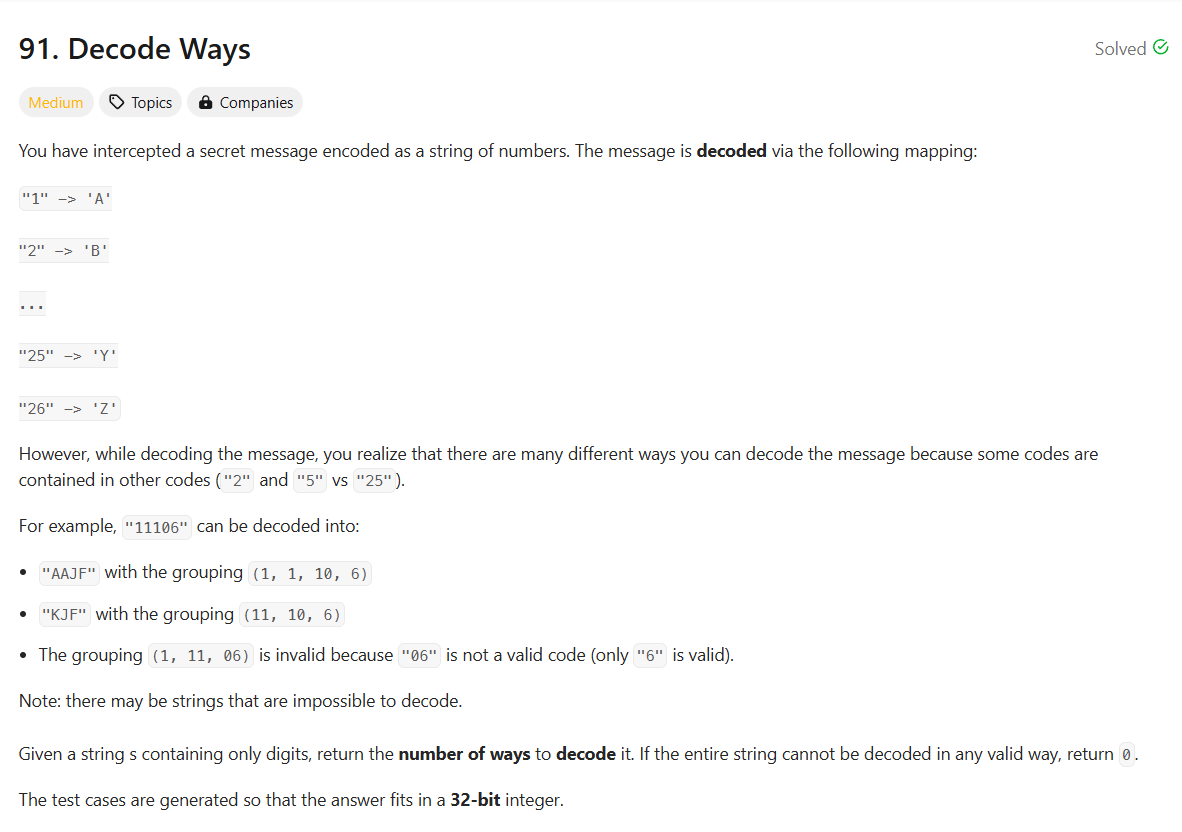 91. Decode Ways
Solved
Medium
Topics
Companies
You have intercepted a secret message encoded as a string of numbers. The message is decoded via the following mapping:
"1" -> 'A'
"2" -> 'B'
...
"25" -> 'Y'
"26" -> 'Z'
However, while decoding the message, you realize that there are many different ways you can decode the message because some codes are
contained in other codes ("2" and "5" vs "25").
For example, "11106" can be decoded into:
• "AAJF" with the grouping (1, 1, 10, 6)
• "KJF" with the grouping (11, 10, 6)
• The grouping (1, 11, 06) is invalid because "06" is not a valid code (only "6" is valid).
Note: there may be strings that are impossible to decode.
Given a string s containing only digits, return the number of ways to decode it. If the entire string cannot be decoded in any valid way, return 0.
The test cases are generated so that the answer fits in a 32-bit integer.